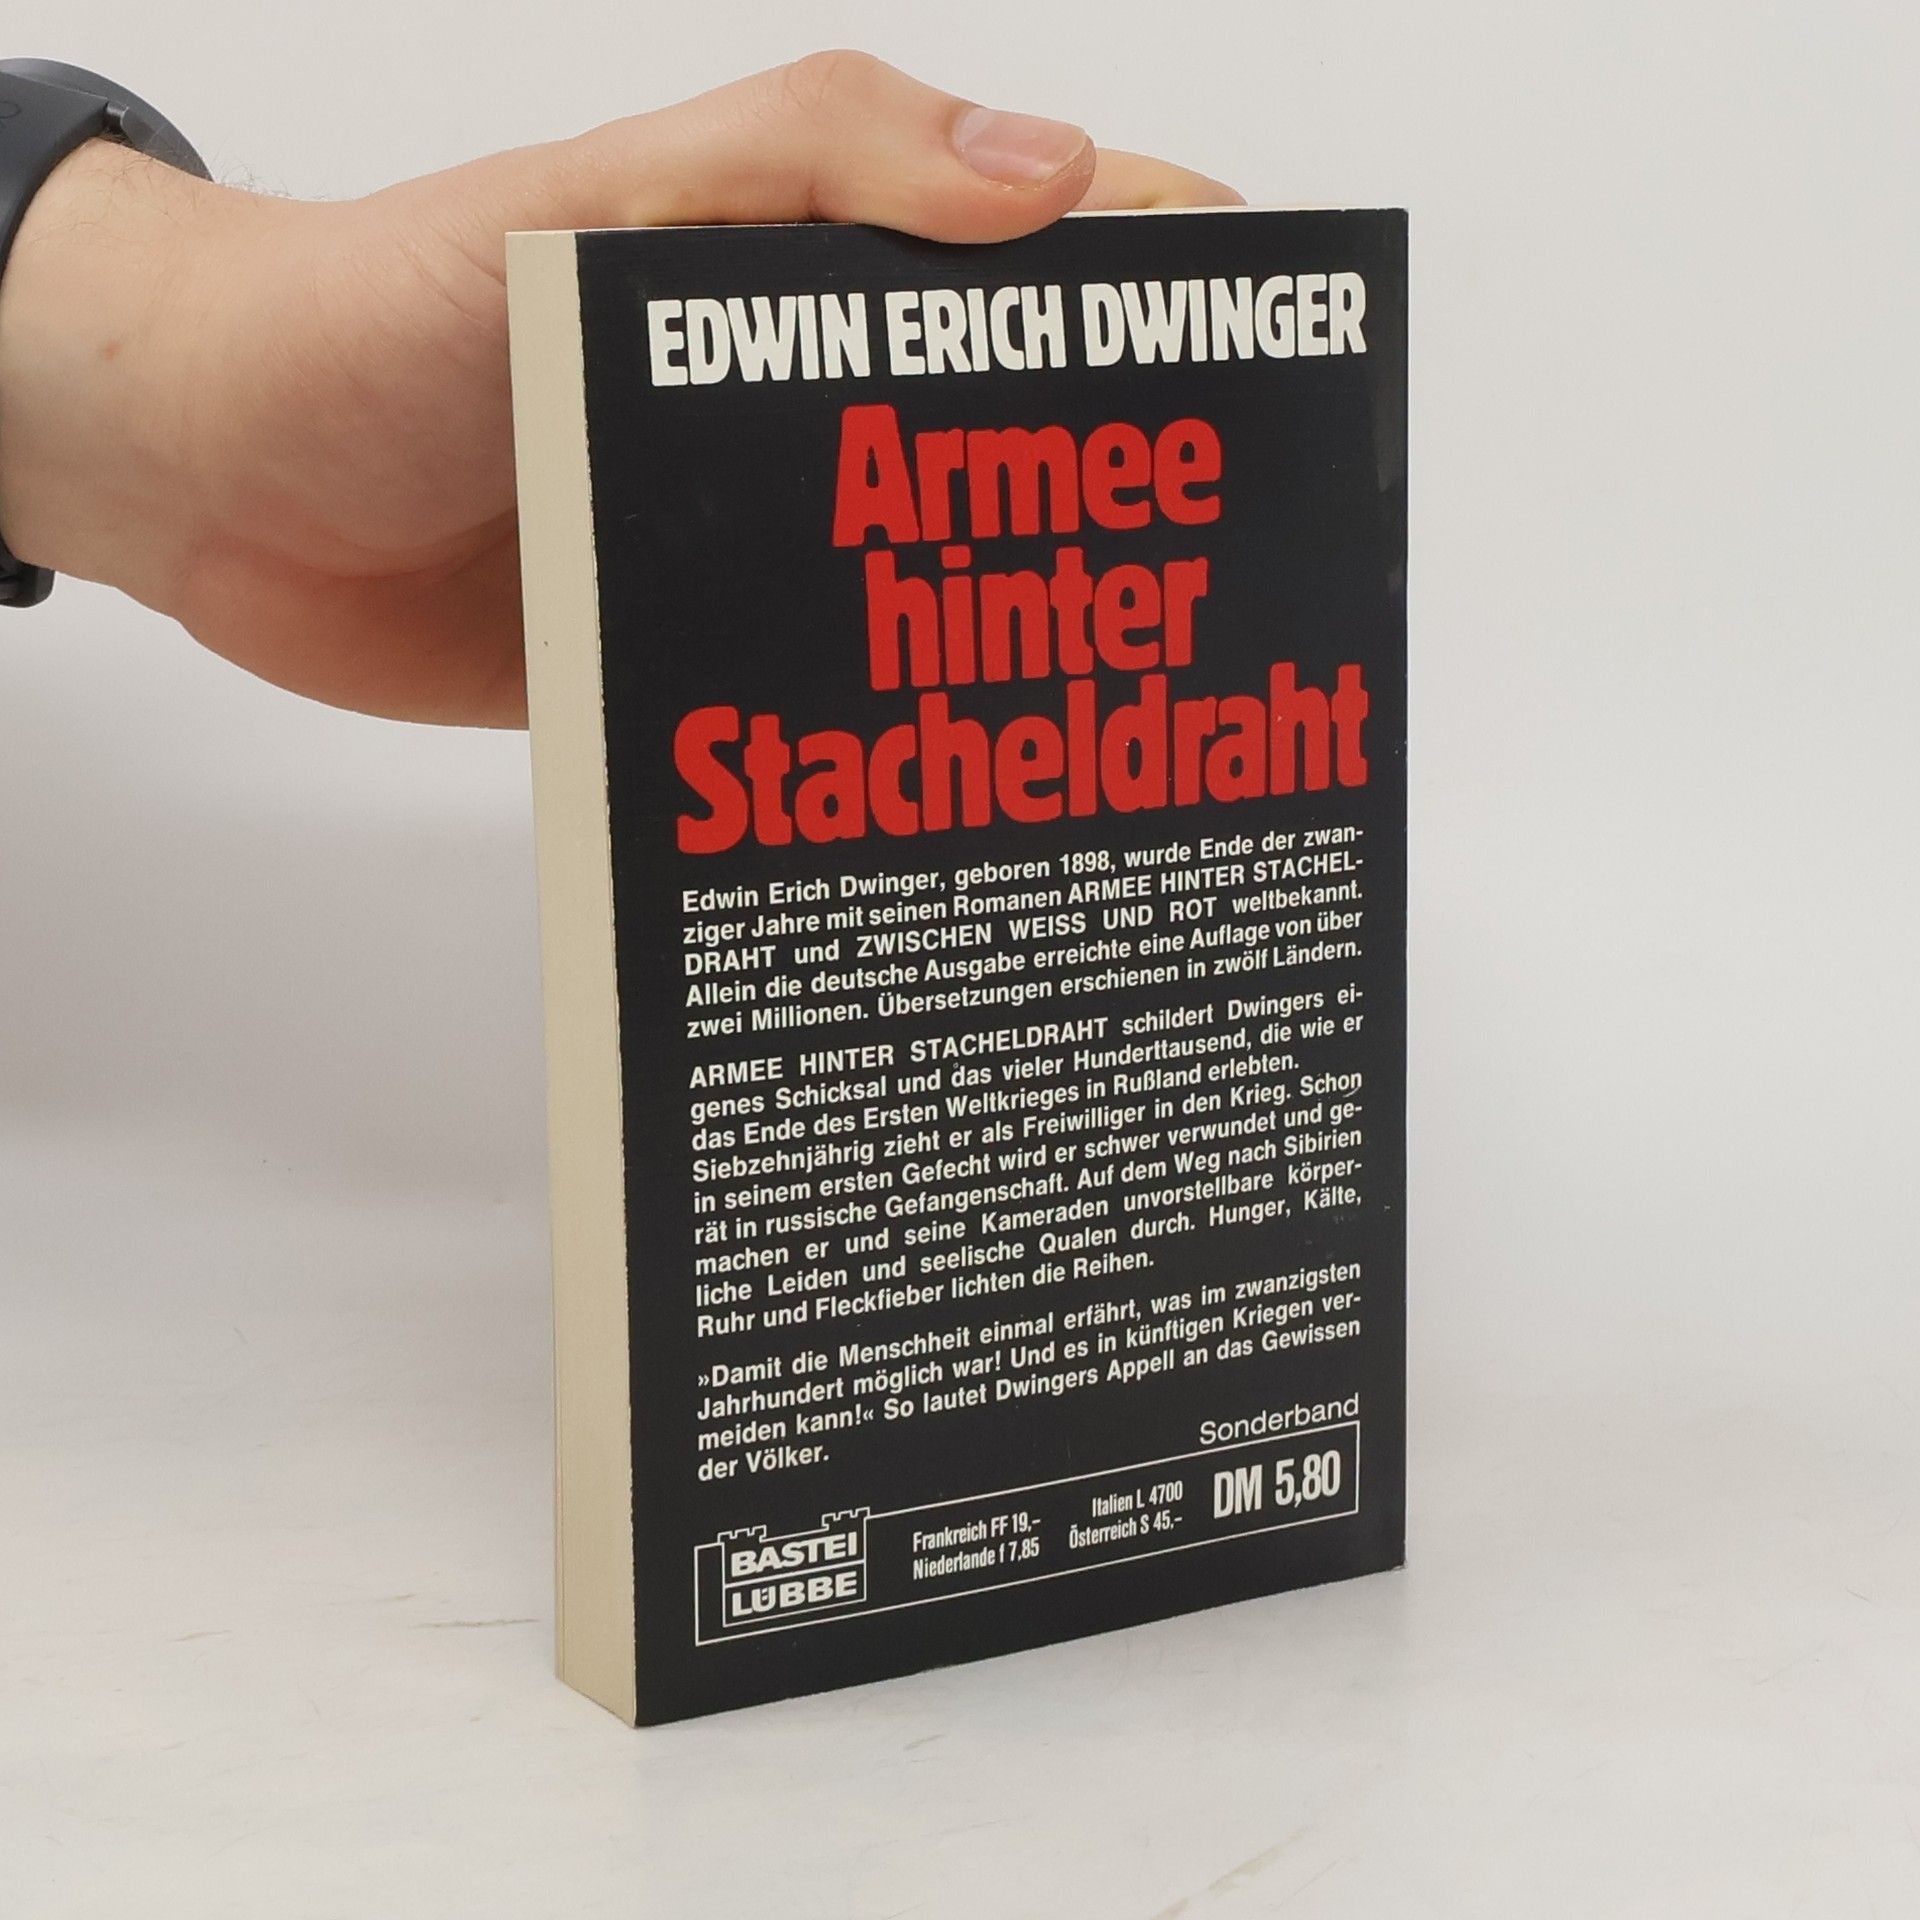 EDWIN ERICH DWINGER
Armee
hinter
Stacheldraht
Edwin Erich Dwinger, geboren 1898, wurde Ende der zwan-
ziger Jahre mit seinen Romanen ARMEE HINTER STACHEL-
DRAHT und ZWISCHEN WEISS UND ROT weltbekannt.
Allein die deutsche Ausgabe erreichte eine Auflage von über
zwei Millionen. Übersetzungen erschienen in zwölf Ländern.
ARMEE HINTER STACHELDRAHT schildert Dwingers ei-
genes Schicksal und das vieler Hunderttausend, die wie er
das Ende des Ersten Weltkrieges in Rußland erlebten.
Siebzehnjährig zieht er als Freiwilliger in den Krieg. Schon
in seinem ersten Gefecht wird er schwer verwundet und ge-
rät in russische Gefangenschaft. Auf dem Weg nach Sibirien
machen er und seine Kameraden unvorstellbare körper-
liche Leiden und seelische Qualen durch. Hunger, Kälte,
Ruhr und Fleckfieber lichten die Reihen.
»Damit die Menschheit einmal erfährt, was im zwanzigsten
Jahrhundert möglich war! Und es in künftigen Kriegen ver-
meiden kann!« So lautet Dwingers Appell an das Gewissen
der Völker.
Sonderband
BASTEI
LÜBBE
Frankreich FF 19,-
Niederlande f 7,85
Italien L 4700
Österreich S 45,-
DM 5,80